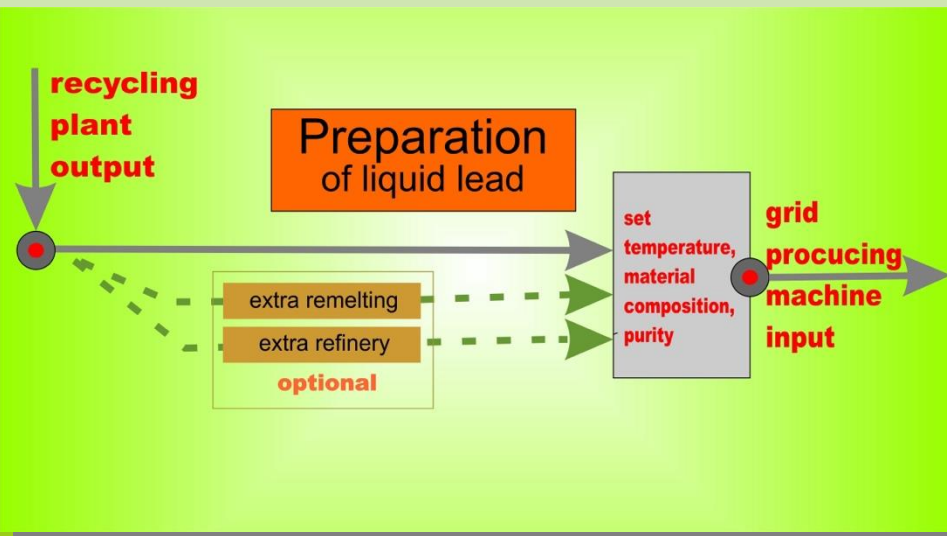 recycling
plant
output
Preparation
of liquid lead
set
temperature,
material
composition,
purity
grid
procucing
machine
input
extra remelting
extra refinery
optional